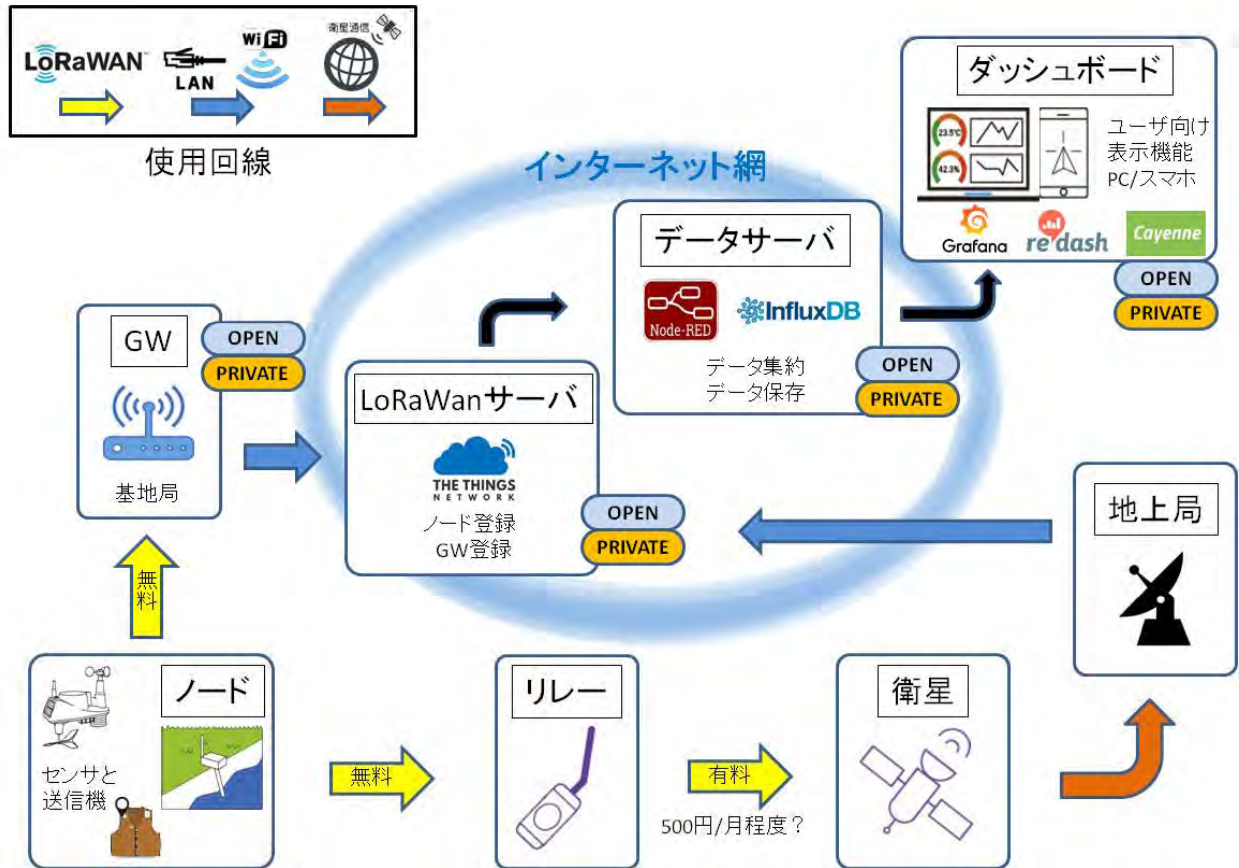 LoRaWAN™
LAN
Wi Fi
衛星通信
使用回線
インターネット網
ダッシュボード
23.5℃
42.3%
ユーザ向け
表示機能
PC/スマホ
Grafana
re dash
Cayenne
OPEN
PRIVATE
データサーバ
Node-RED
InfluxDB
データ集約
データ保存
OPEN
PRIVATE
GW
OPEN
PRIVATE
基地局
LoRaWanサーバ
THE THINGS
NETWORK
ノード登録
GW登録
OPEN
PRIVATE
地上局
無料
ノード
センサと
送信機
無料
リレー
有料
500円/月程度？
衛星